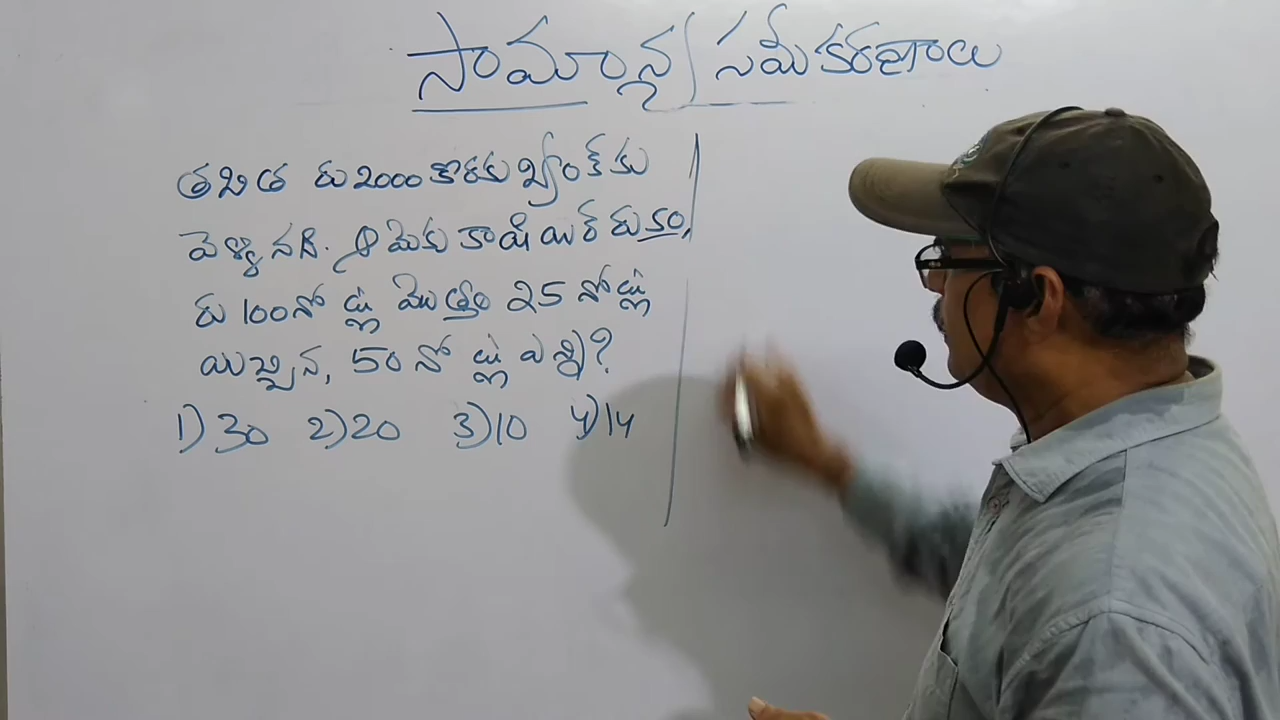 సామాన్య సమీకరణాలు
తబిత రు 2000 కొరకు బ్యాంక్ కు
వెళ్ళినది. ఆమెకు కాషియర్ రు 50,
రు 100 నోట్లు మొత్తం 25 నోట్లు
యిచ్చిన, 50 నోట్లు ఎన్ని?
1) 30 2) 20 3) 10 4) 14